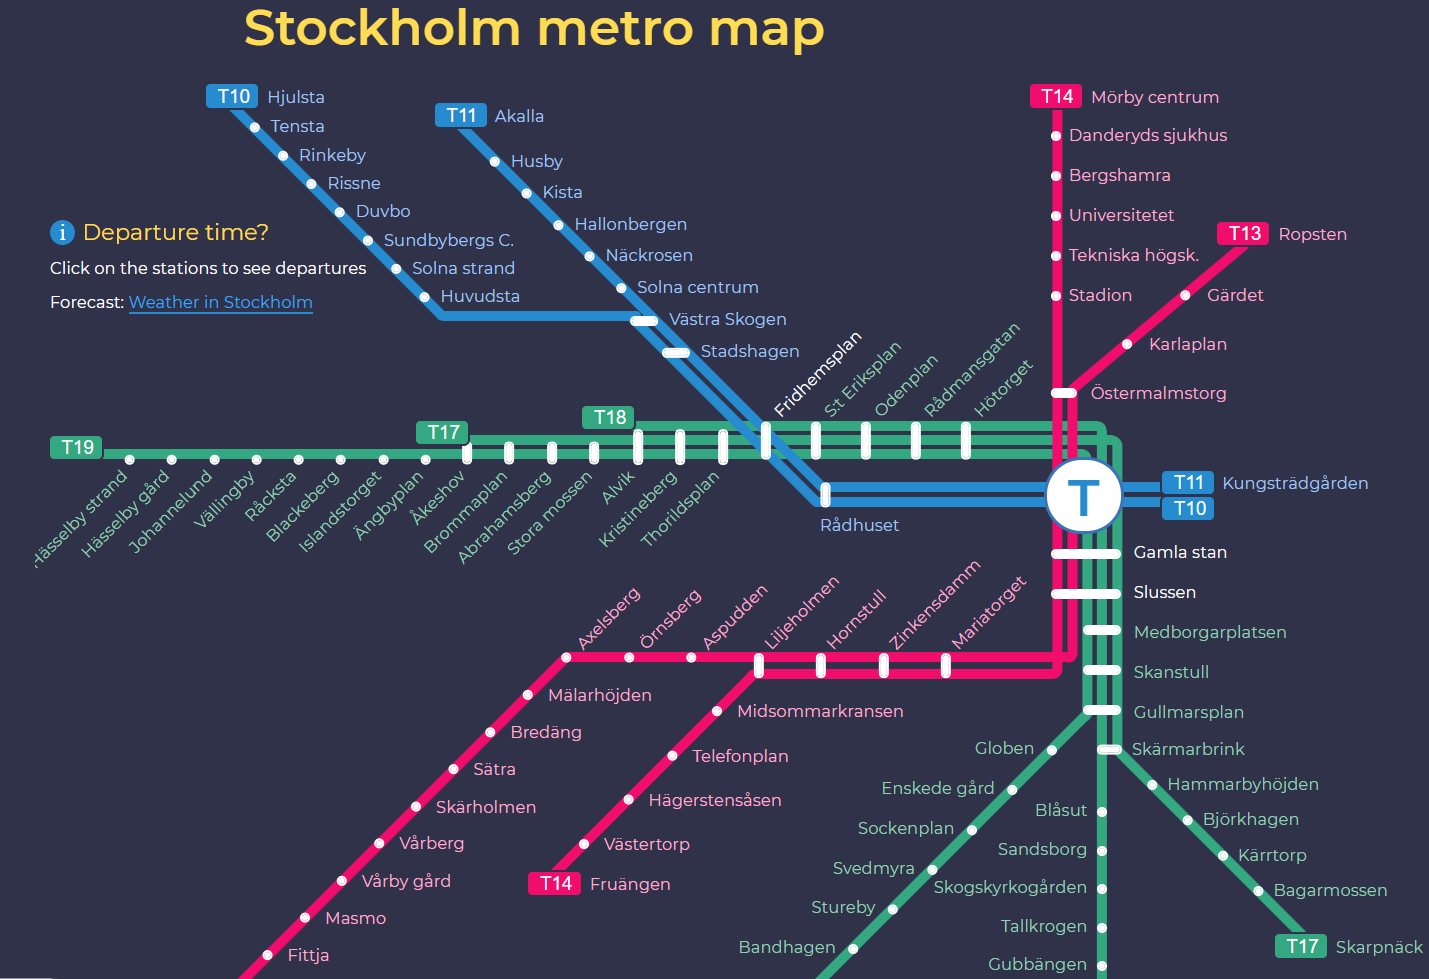 Stockholm metro map
T10 Hjulsta
Tensta
Rinkeby
Rissne
Duvbo
Sundbybergs C.
Solna strand
Huvudsta
T11 Akalla
Husby
Kista
Hallonbergen
Näckrosen
Solna centrum
Västra Skogen
Stadshagen
i Departure time?
Click on the stations to see departures
Forecast: Weather in Stockholm
T14 Mörby centrum
Danderyds sjukhus
Bergshamra
Universitetet
Tekniska högsk.
Stadion
T13 Ropsten
Gärdet
Karlaplan
Östermalmstorg
Fridhemsplan
S:t Eriksplan
Odenplan
Rådmansgatan
Hötorget
T18
T17
T19
Hässelby strand
Hässelby gård
Johannelund
Vällingby
Råcksta
Blackeberg
Islandstorget
Ängbyplan
Åkeshov
Brommaplan
Abrahamsberg
Stora mossen
Alvik
Kristineberg
Thorildsplan
Rådhuset
T
T11 Kungsträdgården
T10
Gamla stan
Slussen
Medborgarplatsen
Skanstull
Gullmarsplan
Skärmarbrink
Axelsberg
Örnsberg
Aspudden
Liljeholmen
Hornstull
Zinkensdamm
Mariatorget
Mälarhöjden
Bredäng
Sätra
Skärholmen
Vårberg
Vårby gård
Masmo
Fittja
Midsommarkransen
Telefonplan
Hägerstensåsen
Västertorp
T14 Fruängen
Globen
Enskede gård
Sockenplan
Svedmyra
Stureby
Bandhagen
Blåsut
Sandsborg
Skogskyrkogården
Tallkrogen
Gubbängen
Hammarbyhöjden
Björkhagen
Kärrtorp
Bagarmossen
T17 Skarpnäck